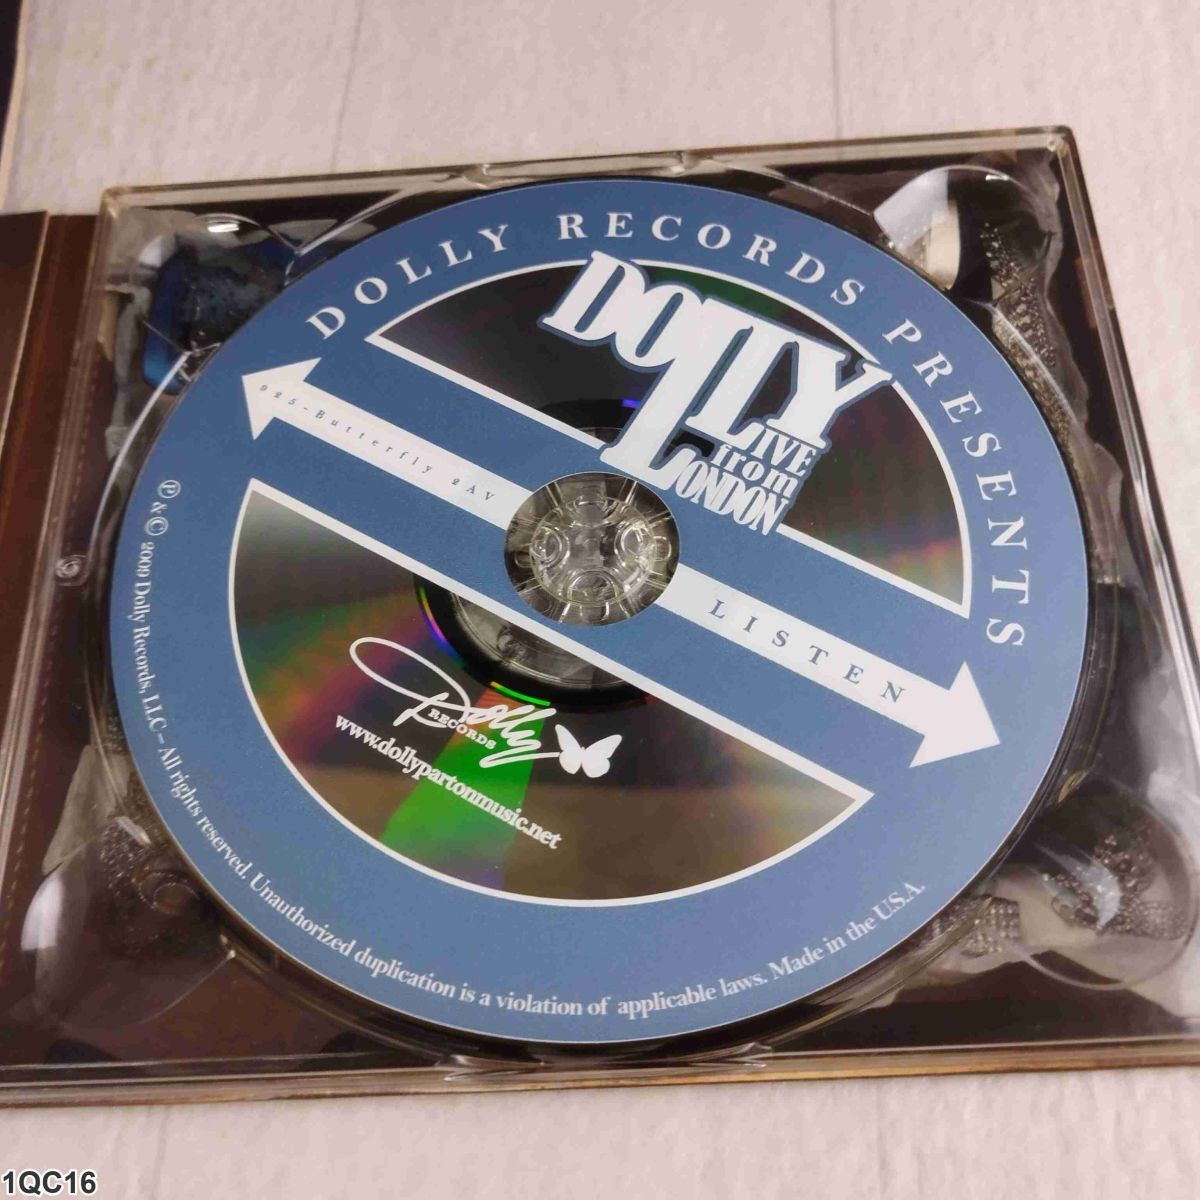 DOLLY RECORDS PRESENTS
DOLLY
LIVE
from
LONDON
925-Butterfly 2AV
LISTEN
Dolly
RECORDS
www.dollypartonmusic.net
℗ & © 2009 Dolly Records, LLC – All rights reserved. Unauthorized duplication is a violation of applicable laws. Made in the U.S.A.
1QC16